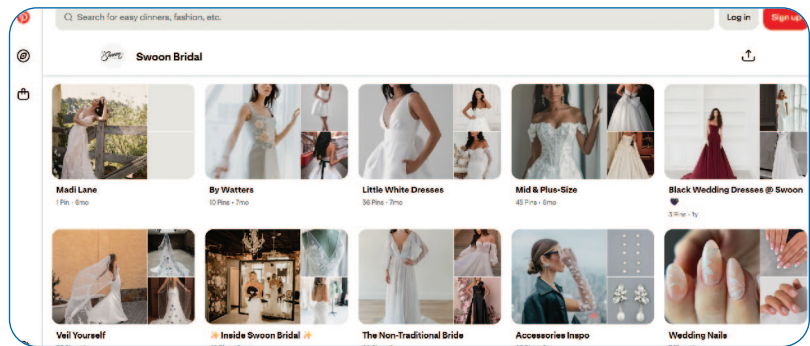 Search for easy dinners, fashion, etc.
Log in
Sign up
Swoon
Swoon Bridal
Madi Lane
1 Pin · 6mo
By Watters
10 Pins · 7mo
Little White Dresses
36 Pins · 7mo
Mid & Plus-Size
45 Pins · 8mo
Black Wedding Dresses @ Swoon
🖤
3 Pins · 1y
Veil Yourself
✨ Inside Swoon Bridal ✨
The Non-Traditional Bride
Accessories Inspo
Wedding Nails